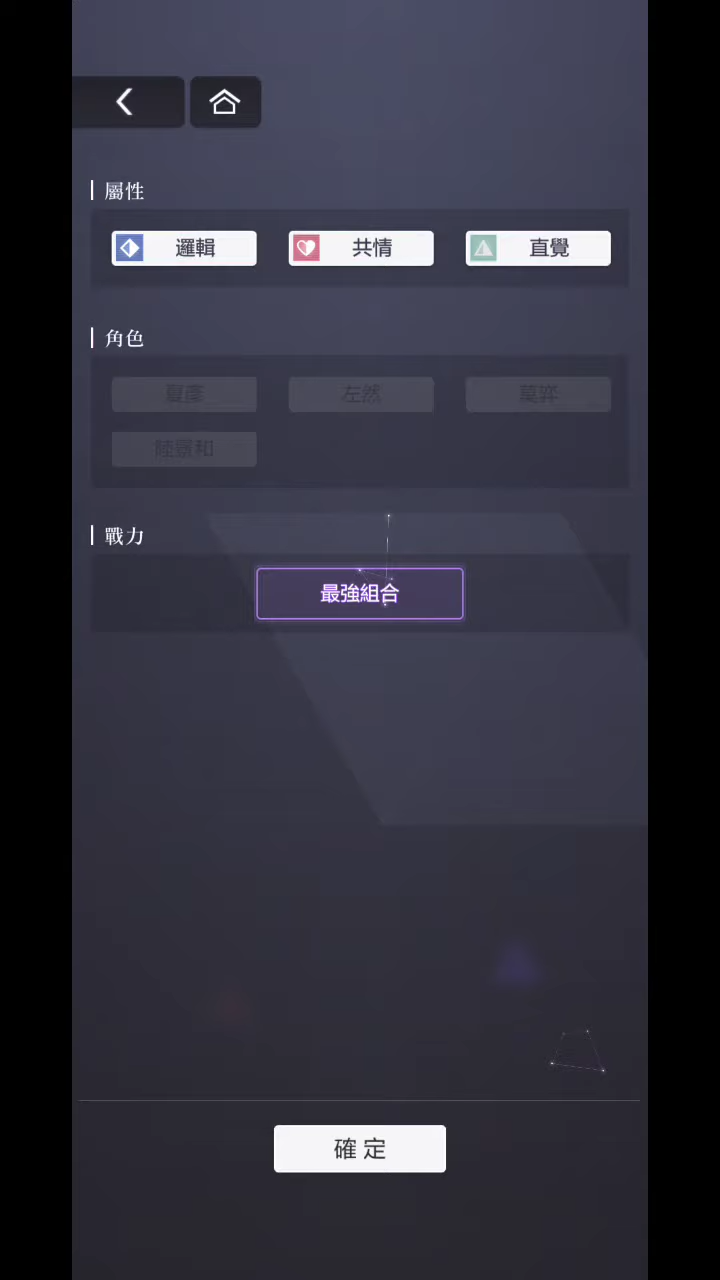 屬性
邏輯 共情 直覺
角色
夏彥 左然 莫弈
陸景和
戰力
最強組合
確定